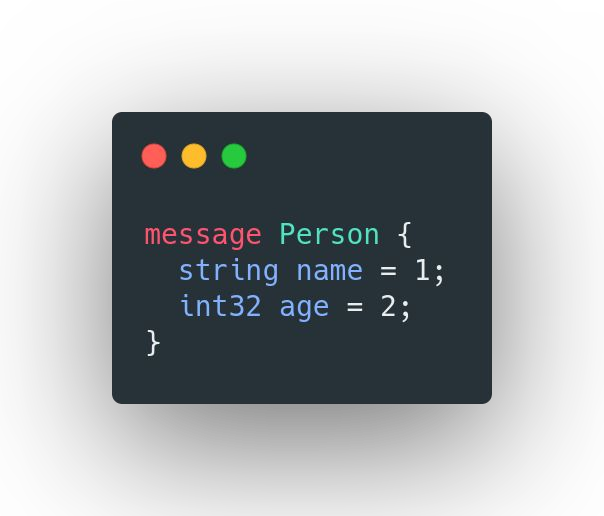 message Person {
  string name = 1;
  int32 age = 2;
}